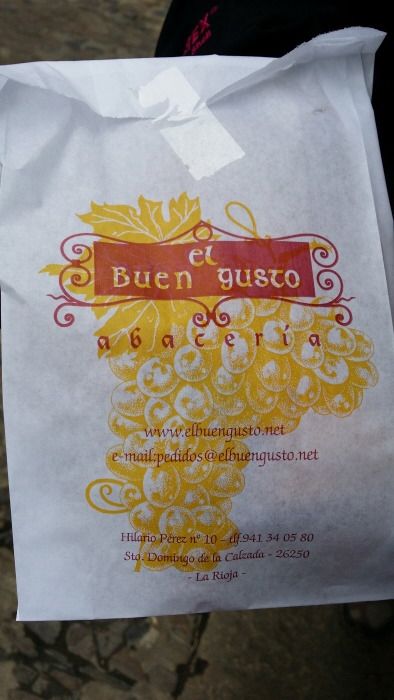 el
Buen gusto
abacería
www.elbuengusto.net
e-mail:pedidos@elbuengusto.net
Hilario Pérez nº 10 - tlf.941 34 05 80
Sto. Domingo de la Calzada - 26250
- La Rioja -